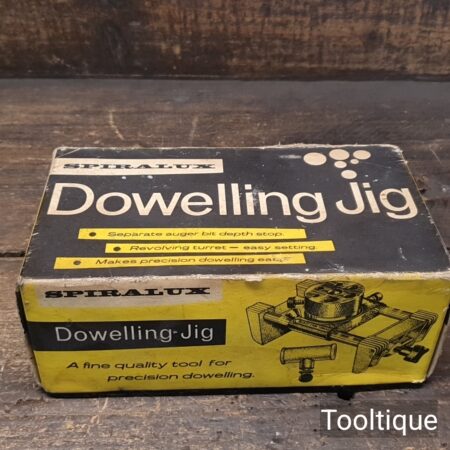 SPIRALUX
Dowelling Jig
• Separate auger bit depth stop.
• Revolving turret — easy setting.
• Makes precision dowelling easy.
SPIRALUX
Dowelling-Jig
A fine quality tool for
precision dowelling.
Tooltique